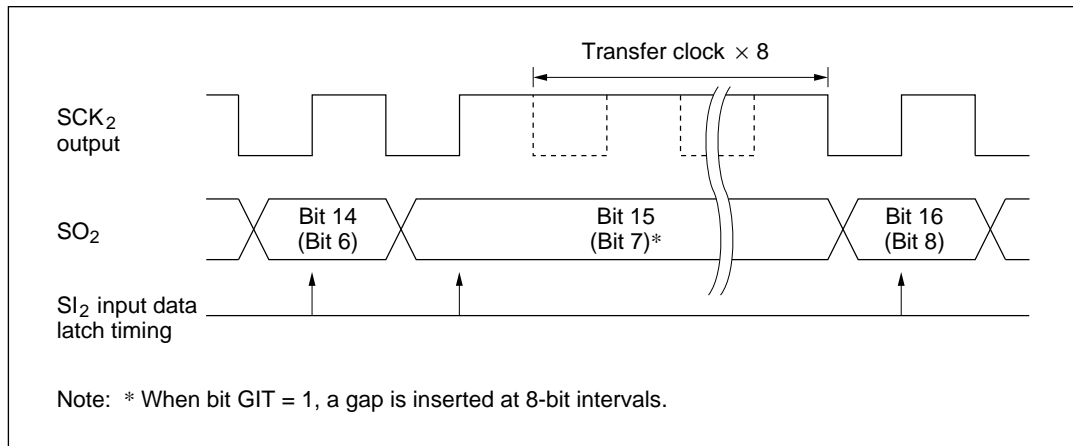 Transfer clock × 8
SCK2
output
SO2
Bit 14
(Bit 6)
Bit 15
(Bit 7)*
Bit 16
(Bit 8)
SI2 input data
latch timing
Note: * When bit GIT = 1, a gap is inserted at 8-bit intervals.